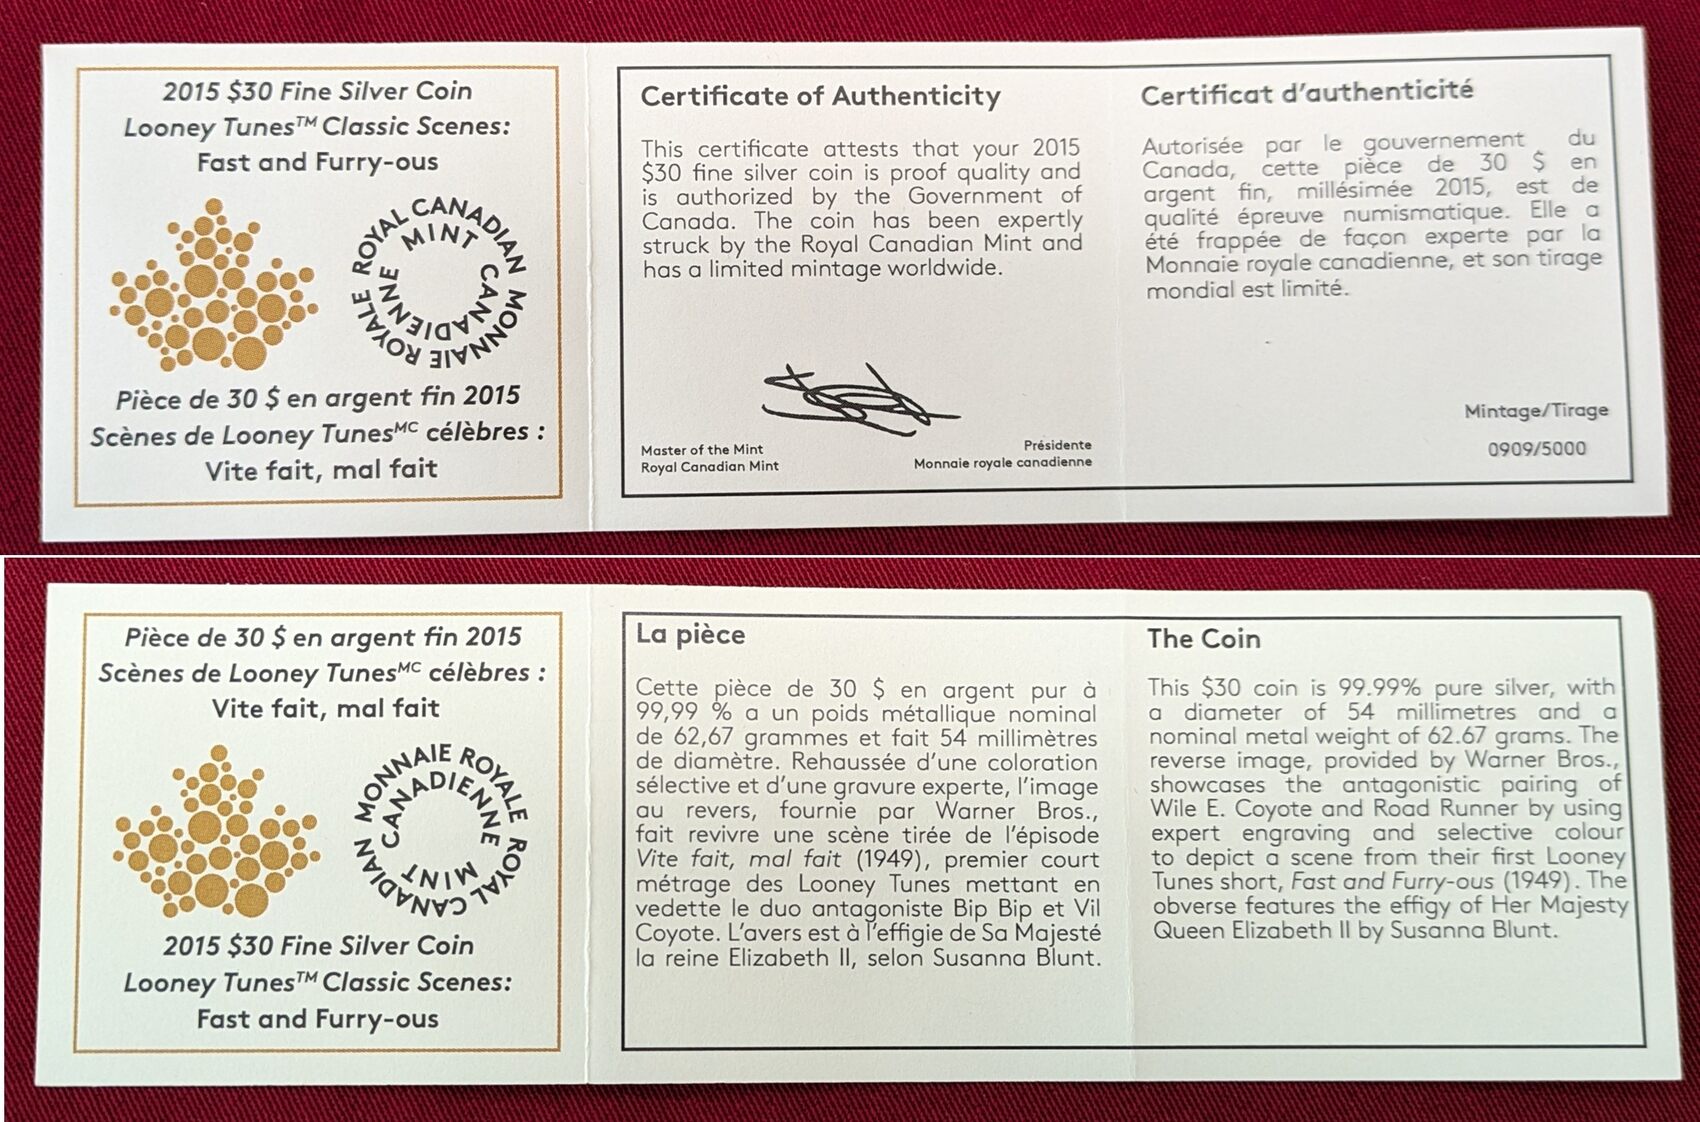 2015 $30 Fine Silver Coin
Looney Tunes™ Classic Scenes:
Fast and Furry-ous
ROYAL CANADIAN MINT
MONNAIE ROYALE CANADIENNE
Pièce de 30 $ en argent fin 2015
Scènes de Looney Tunesᴹᶜ célèbres :
Vite fait, mal fait
Certificate of Authenticity
This certificate attests that your 2015
$30 fine silver coin is proof quality and
is authorized by the Government of
Canada. The coin has been expertly
struck by the Royal Canadian Mint and
has a limited mintage worldwide.
Master of the Mint
Royal Canadian Mint
Présidente
Monnaie royale canadienne
Certificat d’authenticité
Autorisée par le gouvernement du
Canada, cette pièce de 30 $ en
argent fin, millésimée 2015, est de
qualité épreuve numismatique. Elle a
été frappée de façon experte par la
Monnaie royale canadienne, et son tirage
mondial est limité.
Mintage/Tirage
0909/5000
Pièce de 30 $ en argent fin 2015
Scènes de Looney Tunesᴹᶜ célèbres :
Vite fait, mal fait
MONNAIE ROYALE CANADIENNE
ROYAL CANADIAN MINT
2015 $30 Fine Silver Coin
Looney Tunes™ Classic Scenes:
Fast and Furry-ous
La pièce
Cette pièce de 30 $ en argent pur à
99,99 % a un poids métallique nominal
de 62,67 grammes et fait 54 millimètres
de diamètre. Rehaussée d’une coloration
sélective et d’une gravure experte, l’image
au revers, fournie par Warner Bros.,
fait revivre une scène tirée de l’épisode
Vite fait, mal fait (1949), premier court
métrage des Looney Tunes mettant en
vedette le duo antagoniste Bip Bip et Vil
Coyote. L’avers est à l’effigie de Sa Majesté
la reine Elizabeth II, selon Susanna Blunt.
The Coin
This $30 coin is 99.99% pure silver, with
a diameter of 54 millimetres and a
nominal metal weight of 62.67 grams. The
reverse image, provided by Warner Bros.,
showcases the antagonistic pairing of
Wile E. Coyote and Road Runner by using
expert engraving and selective colour
to depict a scene from their first Looney
Tunes short, Fast and Furry-ous (1949). The
obverse features the effigy of Her Majesty
Queen Elizabeth II by Susanna Blunt.